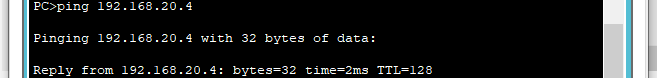 PC>ping 192.168.20.4
Pinging 192.168.20.4 with 32 bytes of data:
Reply from 192.168.20.4: bytes=32 time=2ms TTL=128